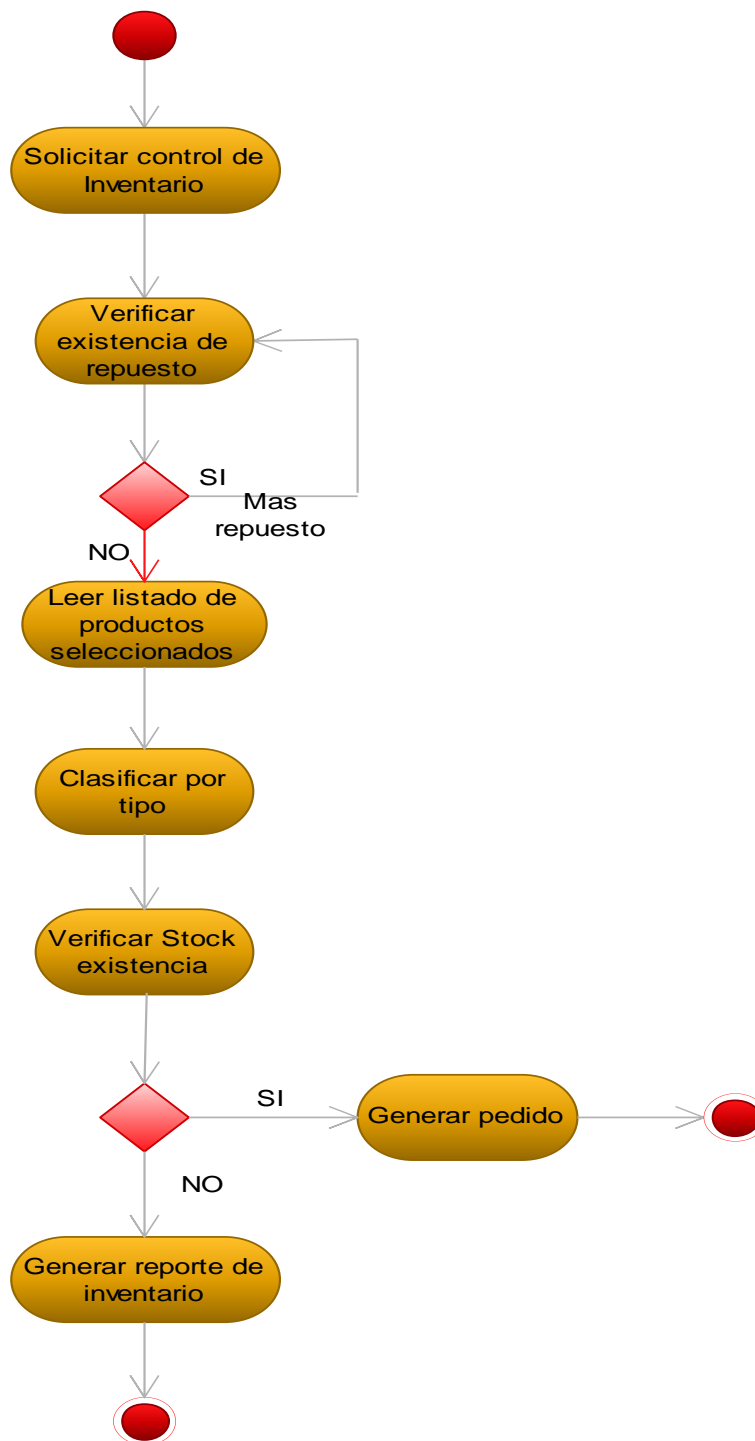 Solicitar control de
Inventario
Verificar
existencia de
repuesto
SI
Mas
repuesto
NO
Leer listado de
productos
seleccionados
Clasificar por
tipo
Verificar Stock
existencia
SI
Generar pedido
NO
Generar reporte de
inventario